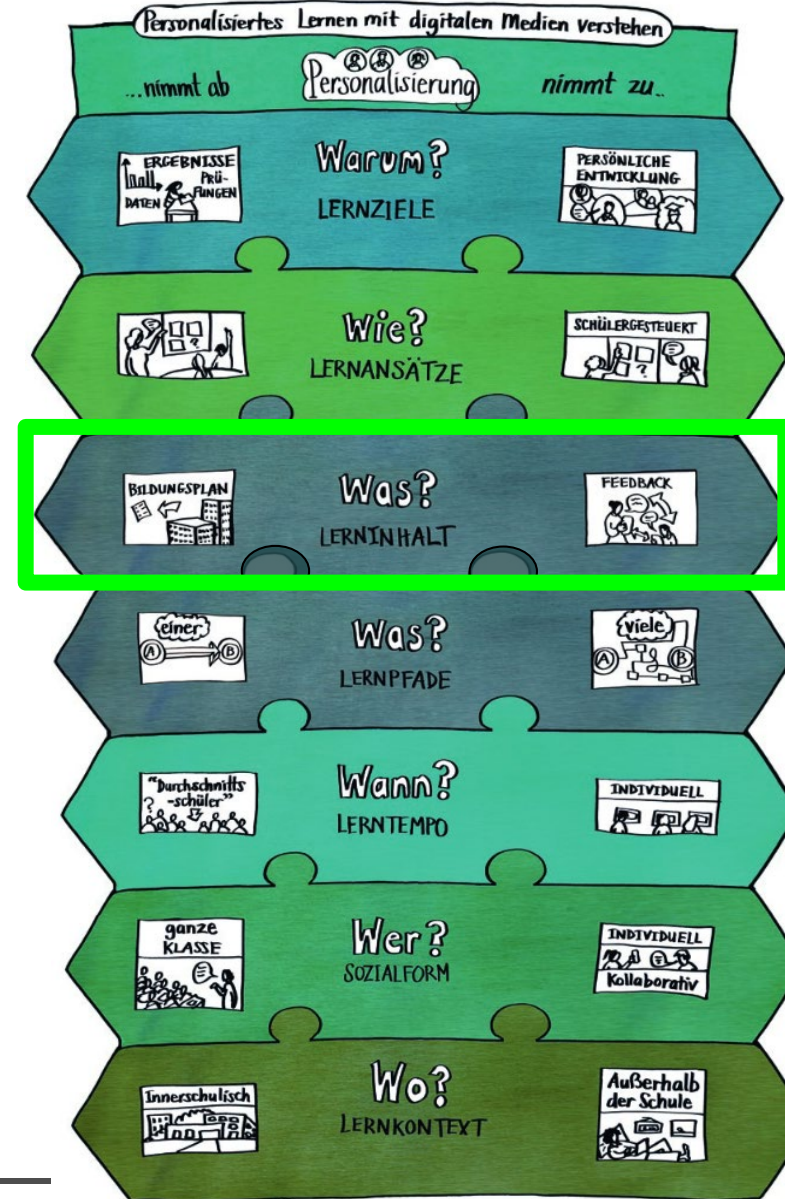 Personalisiertes Lernen mit digitalen Medien verstehen
...nimmt ab
Personalisierung
nimmt zu..
ERGEBNISSE
PRÜ-
FUNGEN
DATEN
Warum?
LERNZIELE
PERSÖNLICHE
ENTWICKLUNG
?
Wie?
LERNANSÄTZE
SCHÜLERGESTEUERT
?
BILDUNGSPLAN
Was?
LERNINHALT
FEEDBACK
einer
A B
Was?
LERNPFADE
viele
A B
"Durchschnitts
-schüler"
?
Wann?
LERNTEMPO
INDIVIDUELL
ganze
KLASSE
Wer?
SOZIALFORM
INDIVIDUELL
Kollaborativ
Innerschulisch
Wo?
LERNKONTEXT
Außerhalb
der Schule